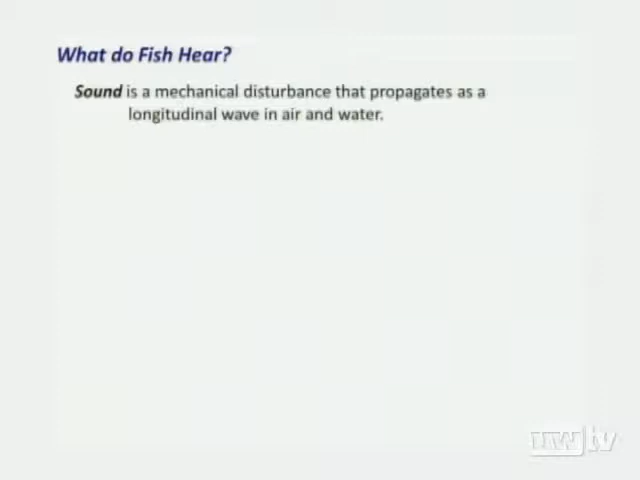 What do Fish Hear?
Sound is a mechanical disturbance that propagates as a
longitudinal wave in air and water.
uwtv